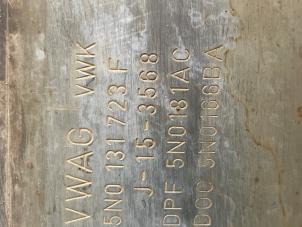 VWAG VWK
5N0 131 723 F
J-15-3568
DPF 5N0181AC
DOC 5N0166BA